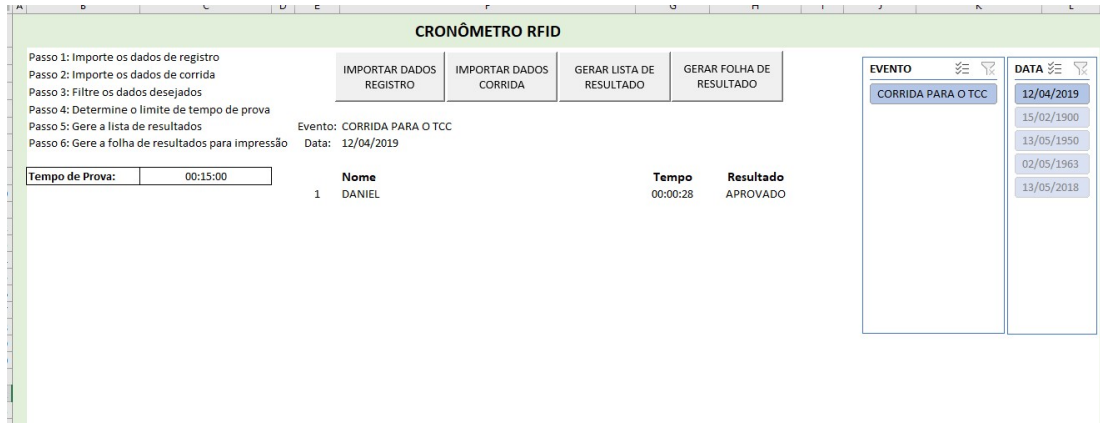 A B C D E F G H I J K L
CRONÔMETRO RFID
Passo 1: Importe os dados de registro
Passo 2: Importe os dados de corrida
Passo 3: Filtre os dados desejados
Passo 4: Determine o limite de tempo de prova
Passo 5: Gere a lista de resultados
Passo 6: Gere a folha de resultados para impressão
IMPORTAR DADOS
REGISTRO
IMPORTAR DADOS
CORRIDA
GERAR LISTA DE
RESULTADO
GERAR FOLHA DE
RESULTADO
Evento: CORRIDA PARA O TCC
Data: 12/04/2019
Tempo de Prova: 00:15:00
Nome Tempo Resultado
1 DANIEL 00:00:28 APROVADO
EVENTO
CORRIDA PARA O TCC
DATA
12/04/2019
15/02/1900
13/05/1950
02/05/1963
13/05/2018